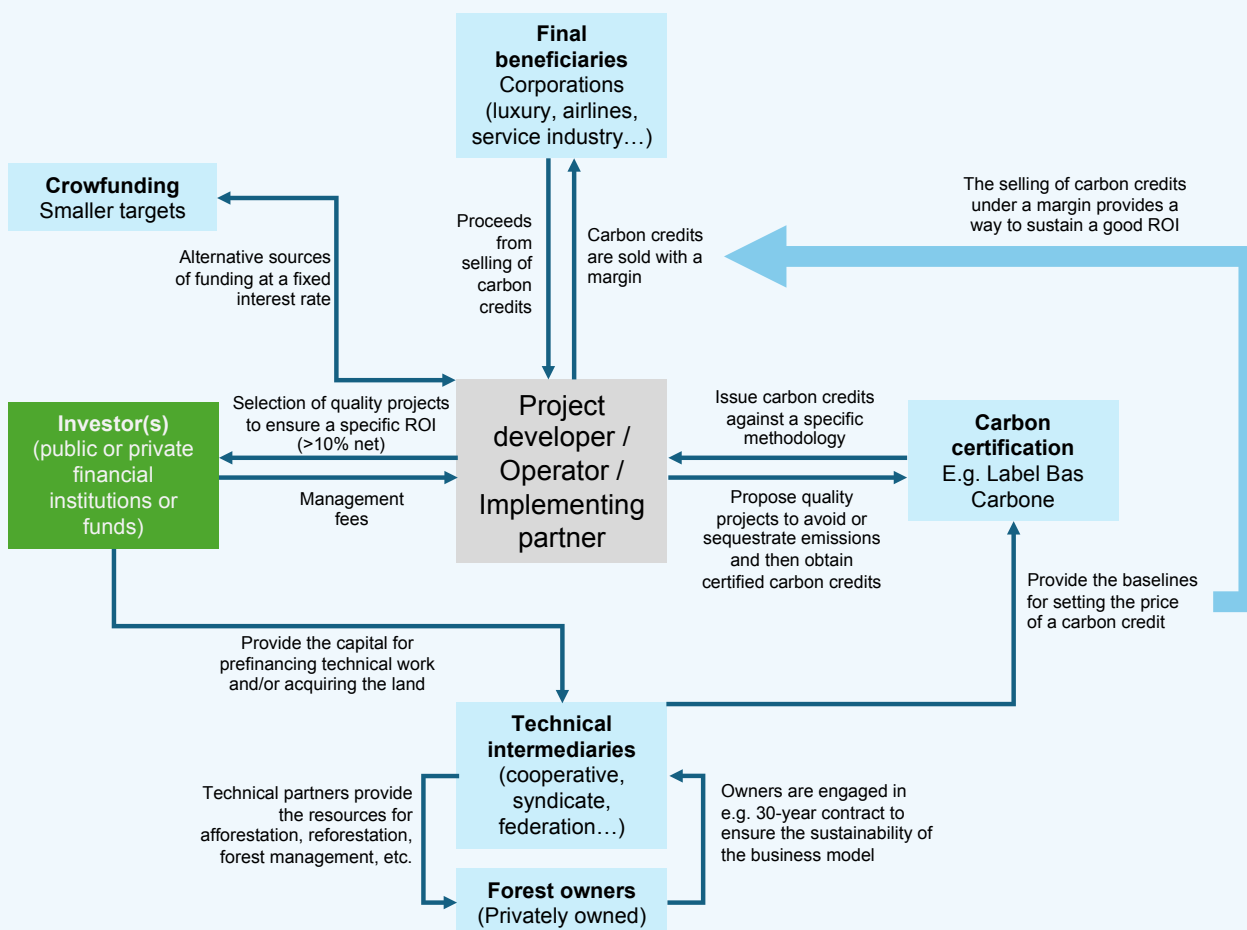 Final
beneficiaries
Corporations
(luxury, airlines,
service industry…)
Crowfunding
Smaller targets
The selling of carbon credits
under a margin provides a
way to sustain a good ROI
Alternative sources
of funding at a fixed
interest rate
Proceeds
from
selling of
carbon
credits
Carbon credits
are sold with a
margin
Investor(s)
(public or private
financial
institutions or
funds)
Selection of quality projects
to ensure a specific ROI
(>10% net)
Management
fees
Project
developer /
Operator /
Implementing
partner
Issue carbon credits
against a specific
methodology
Propose quality
projects to avoid or
sequestrate emissions
and then obtain
certified carbon credits
Carbon
certification
E.g. Label Bas
Carbone
Provide the baselines
for setting the price
of a carbon credit
Provide the capital for
prefinancing technical work
and/or acquiring the land
Technical
intermediaries
(cooperative,
syndicate,
federation…)
Technical partners provide
the resources for
afforestation, reforestation,
forest management, etc.
Owners are engaged in
e.g. 30-year contract to
ensure the sustainability of
the business model
Forest owners
(Privately owned)